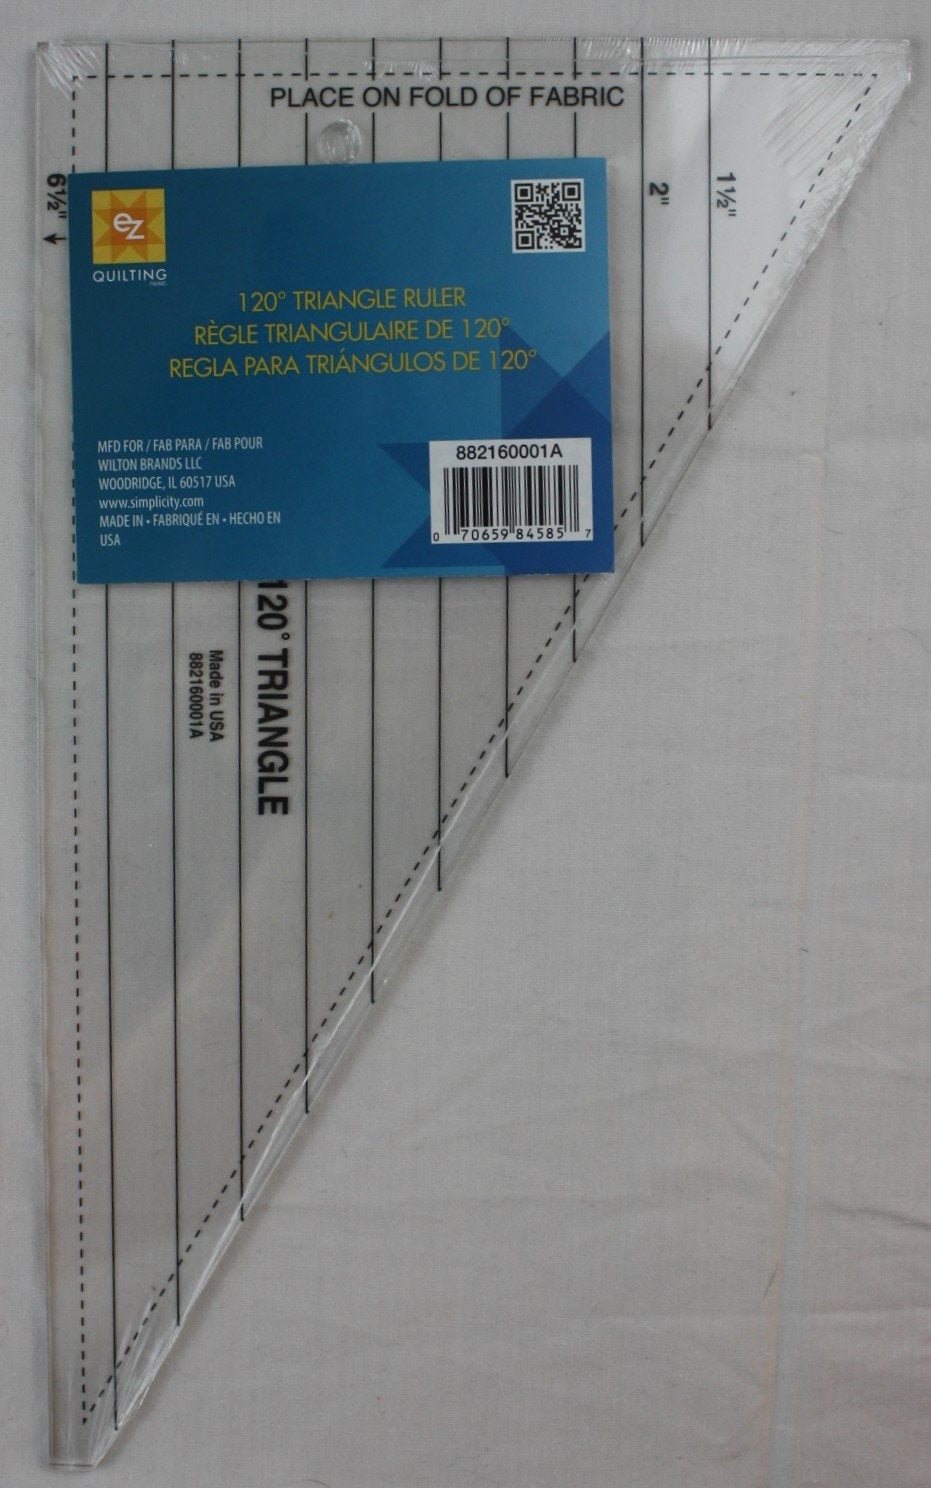 PLACE ON FOLD OF FABRIC
6½"
2"
1½"
ez
QUILTING
120° TRIANGLE RULER
RÈGLE TRIANGULAIRE DE 120°
REGLA PARA TRIÁNGULOS DE 120°
MFD FOR / FAB PARA / FAB POUR
WILTON BRANDS LLC
WOODRIDGE, IL 60517 USA
www.simplicity.com
MADE IN • FABRIQUÉ EN • HECHO EN
USA
882160001A
0 70659 84585 7
120° TRIANGLE
Made in USA
882160001A